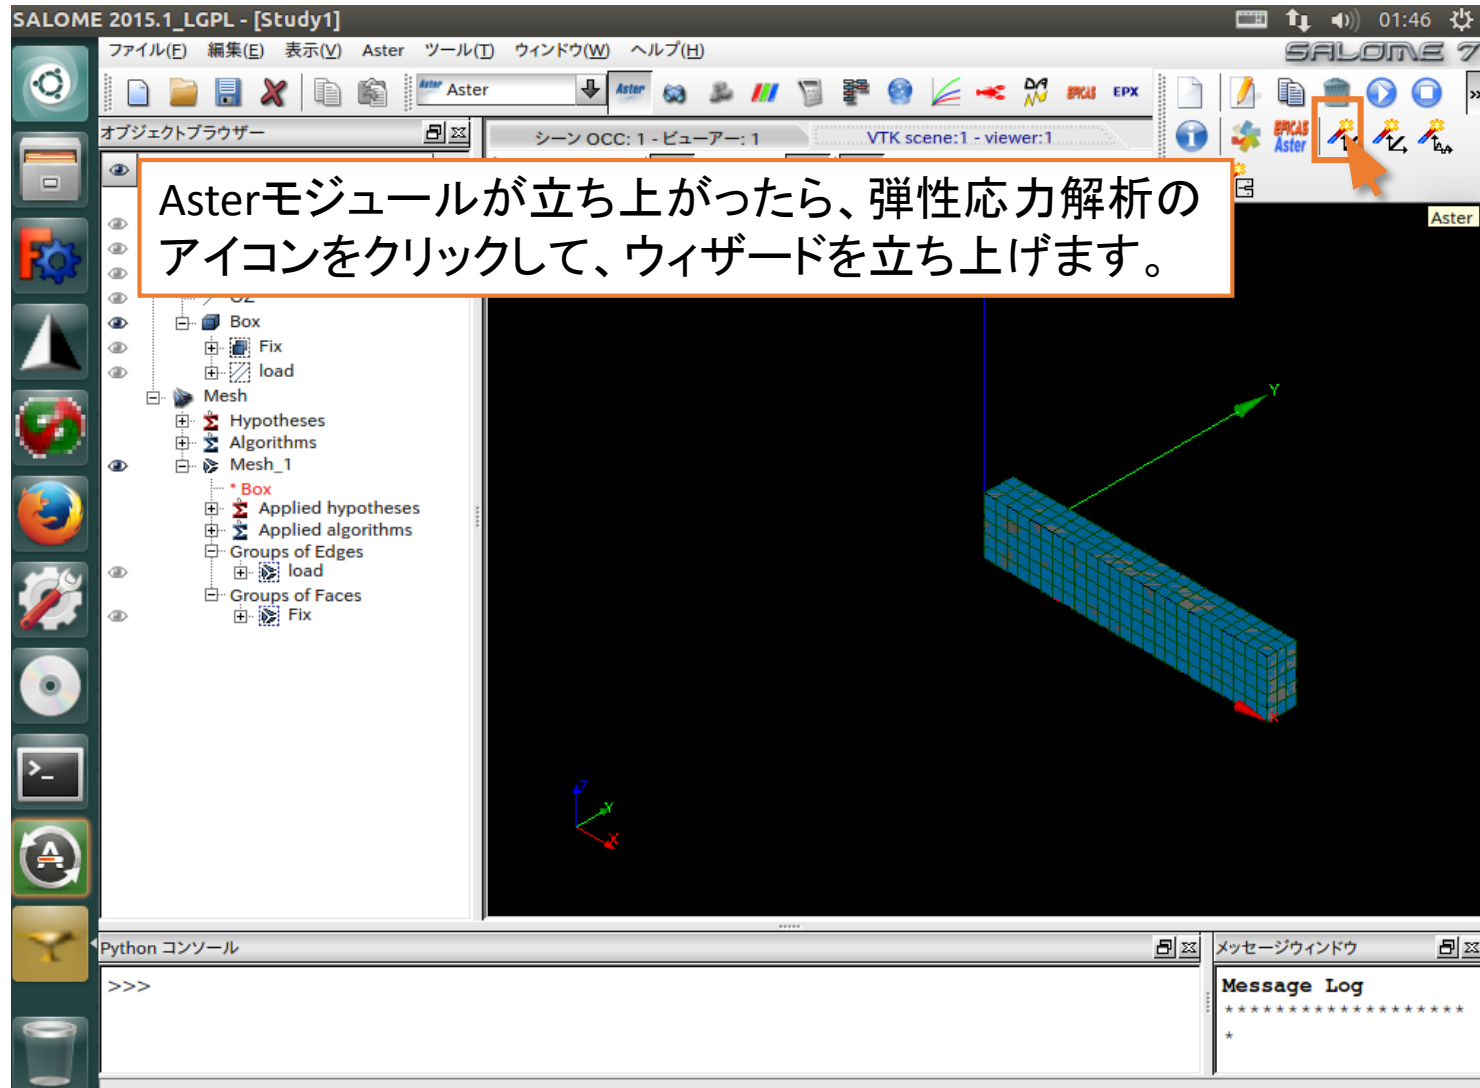 SALOME 2015.1_LGPL - [Study1]
01:46
ファイル(F) 編集(E) 表示(V) Aster ツール(T) ウィンドウ(W) ヘルプ(H)
SALOME 7
Aster Aster
Aster
EFICAS
EPX
オブジェクトブラウザー
シーン OCC: 1 - ビューアー: 1
VTK scene:1 - viewer:1
EFICAS
Aster
Asterモジュールが立ち上がったら、弾性応力解析の
アイコンをクリックして、ウィザードを立ち上げます。
Aster
OZ
Box
Fix
load
Mesh
Hypotheses
Algorithms
Mesh_1
* Box
Applied hypotheses
Applied algorithms
Groups of Edges
load
Groups of Faces
Fix
Y
X
Z
Y
X
Python コンソール
>>>
メッセージウィンドウ
Message Log
*******************
*